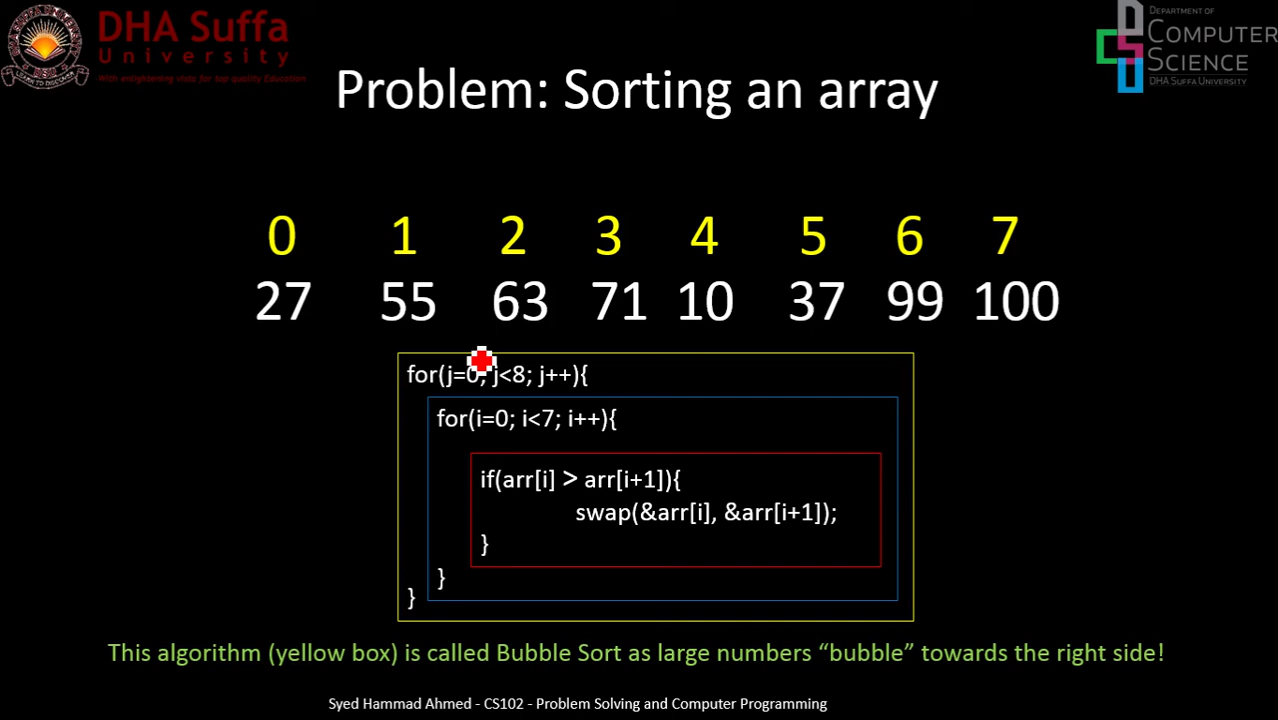 DHA Suffa
University
With enlightening vista for top quality Education
DEPARTMENT OF
COMPUTER
SCIENCE
DHA SUFFA UNIVERSITY
Problem: Sorting an array
0 1 2 3 4 5 6 7
27 55 63 71 10 37 99 100
for(j=0; j<8; j++){
for(i=0; i<7; i++){
if(arr[i] > arr[i+1]){
swap(&arr[i], &arr[i+1]);
}
}
}
This algorithm (yellow box) is called Bubble Sort as large numbers “bubble” towards the right side!
Syed Hammad Ahmed - CS102 - Problem Solving and Computer Programming